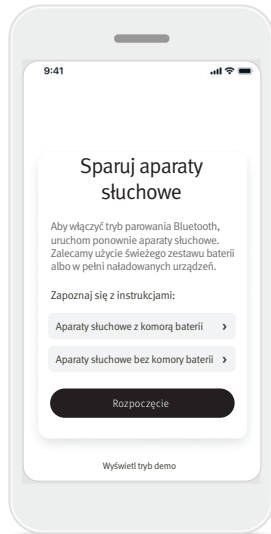 9:41
Sparuj aparaty
słuchowe
Aby włączyć tryb parowania Bluetooth,
uruchom ponownie aparaty słuchowe.
Zalecamy użycie świeżego zestawu baterii
albo w pełni naładowanych urządzeń.
Zapoznaj się z instrukcjami:
Aparaty słuchowe z komorą baterii
Aparaty słuchowe bez komory baterii
Rozpoczęcie
Wyświetl tryb demo